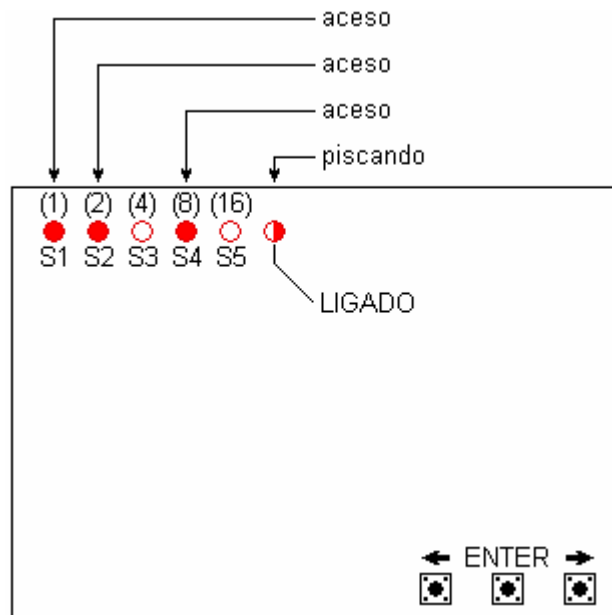 aceso
aceso
aceso
piscando
(1) (2) (4) (8) (16)
S1 S2 S3 S4 S5
LIGADO
ENTER